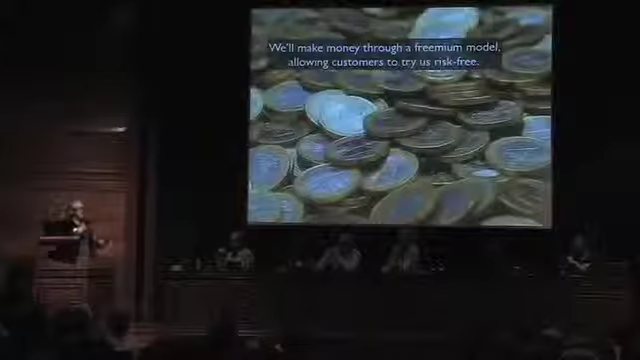 We'll make money through a freemium model,
allowing customers to try us risk-free.